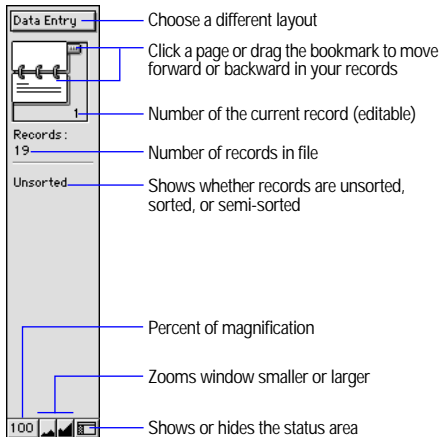 Data Entry
Choose a different layout
Click a page or drag the bookmark to move
forward or backward in your records
1
Number of the current record (editable)
Records:
19
Number of records in file
Unsorted
Shows whether records are unsorted,
sorted, or semi-sorted
Percent of magnification
Zooms window smaller or larger
100
Shows or hides the status area